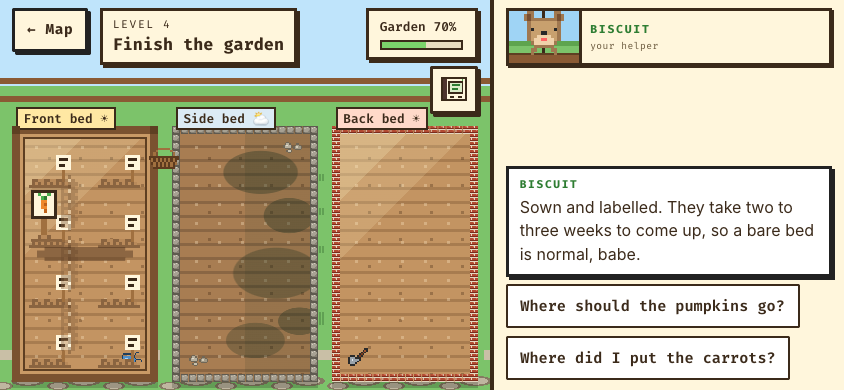 ← Map
LEVEL 4
Finish the garden
Garden 70%
Front bed ☀
Side bed ⛅
Back bed ☀
BISCUIT
your helper
BISCUIT
Sown and labelled. They take two to
three weeks to come up, so a bare bed
is normal, babe.
Where should the pumpkins go?
Where did I put the carrots?